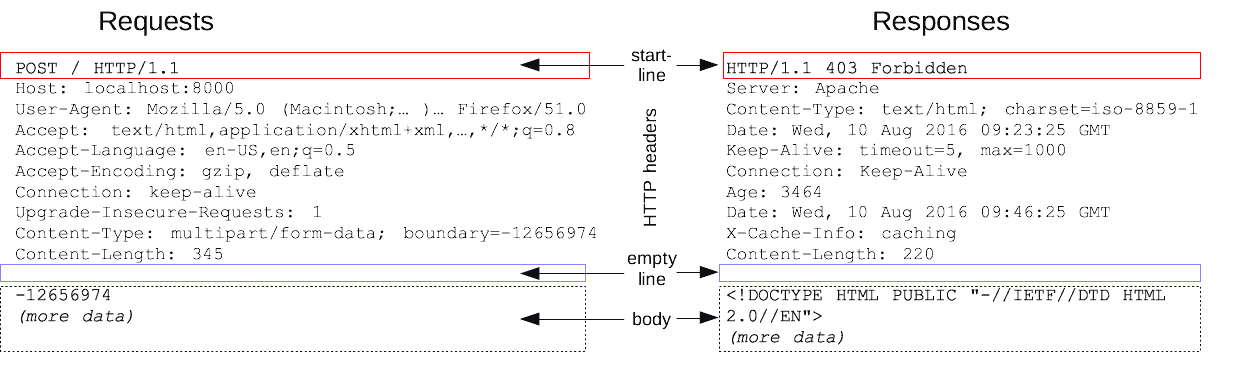 Requests
POST / HTTP/1.1
Host: localhost:8000
User-Agent: Mozilla/5.0 (Macintosh;… )… Firefox/51.0
Accept: text/html,application/xhtml+xml,…,*/*;q=0.8
Accept-Language: en-US,en;q=0.5
Accept-Encoding: gzip, deflate
Connection: keep-alive
Upgrade-Insecure-Requests: 1
Content-Type: multipart/form-data; boundary=-12656974
Content-Length: 345
-12656974
(more data)
start-
line
HTTP headers
empty
line
body
Responses
HTTP/1.1 403 Forbidden
Server: Apache
Content-Type: text/html; charset=iso-8859-1
Date: Wed, 10 Aug 2016 09:23:25 GMT
Keep-Alive: timeout=5, max=1000
Connection: Keep-Alive
Age: 3464
Date: Wed, 10 Aug 2016 09:46:25 GMT
X-Cache-Info: caching
Content-Length: 220
<!DOCTYPE HTML PUBLIC "-//IETF//DTD HTML
2.0//EN">
(more data)